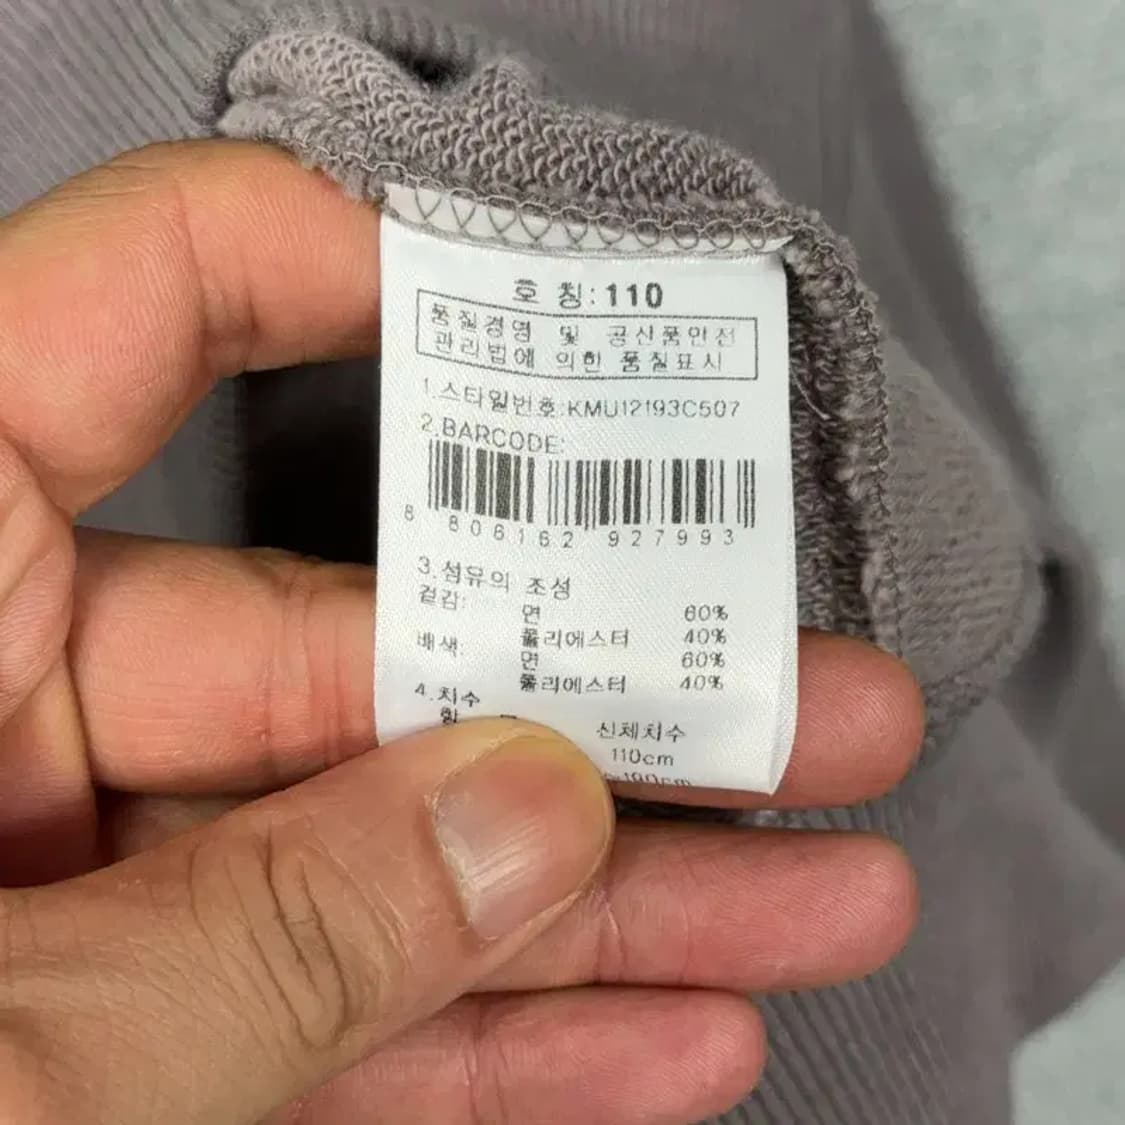 호 칭:110
품질경영 및 공산품안전
관리법에 의한 품질표시
1.스타일번호:KMU12193C507
2.BARCODE:
8 806162 927993
3.섬유의 조성
겉감: 면 60%
폴리에스터 40%
배색: 면 60%
폴리에스터 40%
4.치수
신체치수
110cm